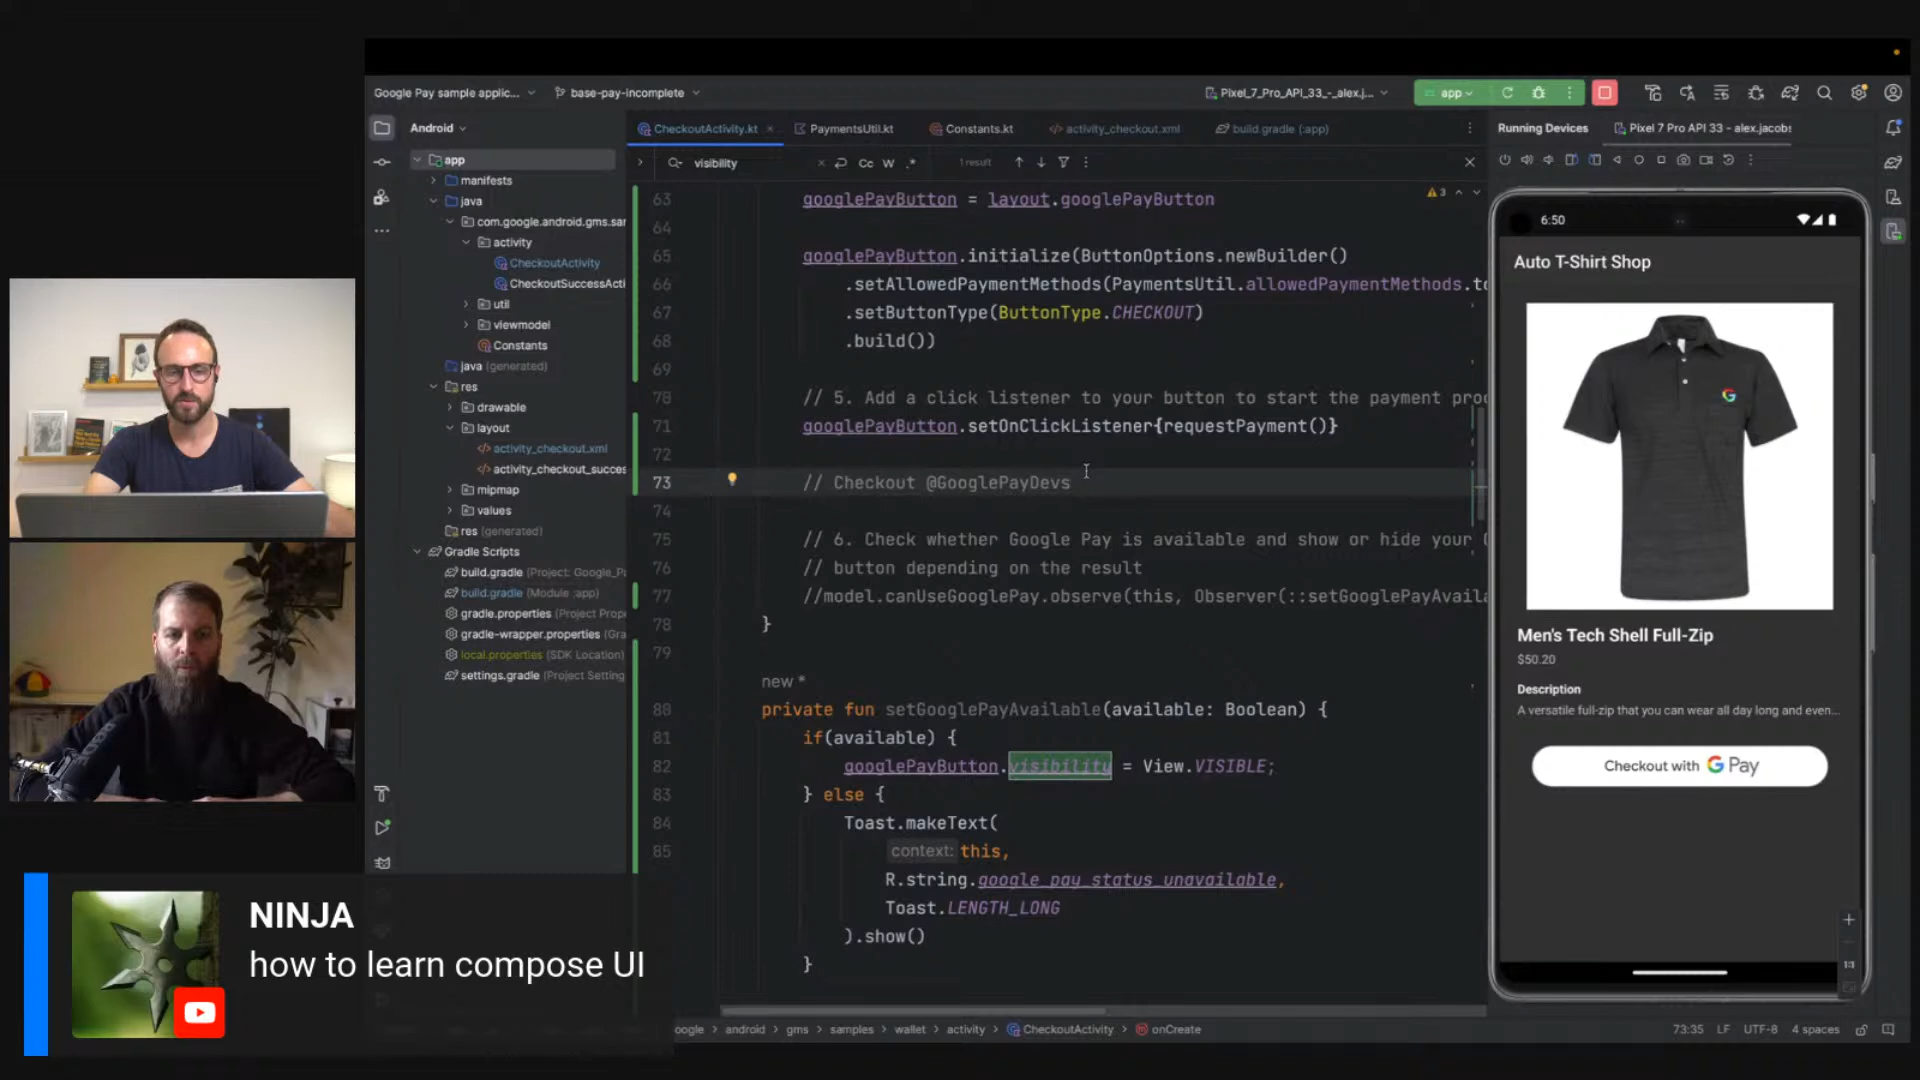 Google Pay sample applic...
base-pay-incomplete
Pixel_7_Pro_API_33_-_alex.j...
app
Android
CheckoutActivity.kt
PaymentsUtil.kt
Constants.kt
activity_checkout.xml
build.gradle (:app)
Running Devices
Pixel 7 Pro API 33 - alex.jacobs
visibility
Cc
W
.*
1 result
app
manifests
java
com.google.android.gms.sar
activity
CheckoutActivity
CheckoutSuccessActi
util
viewmodel
Constants
java (generated)
res
drawable
layout
activity_checkout.xml
activity_checkout_succes
mipmap
values
res (generated)
Gradle Scripts
build.gradle (Project: Google_Pa
build.gradle (Module :app)
gradle.properties (Project Prope
gradle-wrapper.properties (Gra
local.properties (SDK Location)
settings.gradle (Project Setting
3
63 googlePayButton = layout.googlePayButton
64
65 googlePayButton.initialize(ButtonOptions.newBuilder()
66 .setAllowedPaymentMethods(PaymentsUtil.allowedPaymentMethods.to
67 .setButtonType(ButtonType.CHECKOUT)
68 .build())
69
70 // 5. Add a click listener to your button to start the payment pro
71 googlePayButton.setOnClickListener{requestPayment()}
72
73 // Checkout @GooglePayDevs
74
75 // 6. Check whether Google Pay is available and show or hide your
76 // button depending on the result
77 //model.canUseGooglePay.observe(this, Observer(::setGooglePayAvaila
78 }
79
new *
80 private fun setGooglePayAvailable(available: Boolean) {
81 if(available) {
82 googlePayButton.visibility = View.VISIBLE;
83 } else {
84 Toast.makeText(
85 context: this,
R.string.google_pay_status_unavailable,
Toast.LENGTH_LONG
).show()
}
6:50
Auto T-Shirt Shop
Men's Tech Shell Full-Zip
$50.20
Description
A versatile full-zip that you can wear all day long and even...
Checkout with G Pay
1:1
NINJA
how to learn compose UI
oogle > android > gms > samples > wallet > activity > CheckoutActivity > onCreate
73:35 LF UTF-8 4 spaces